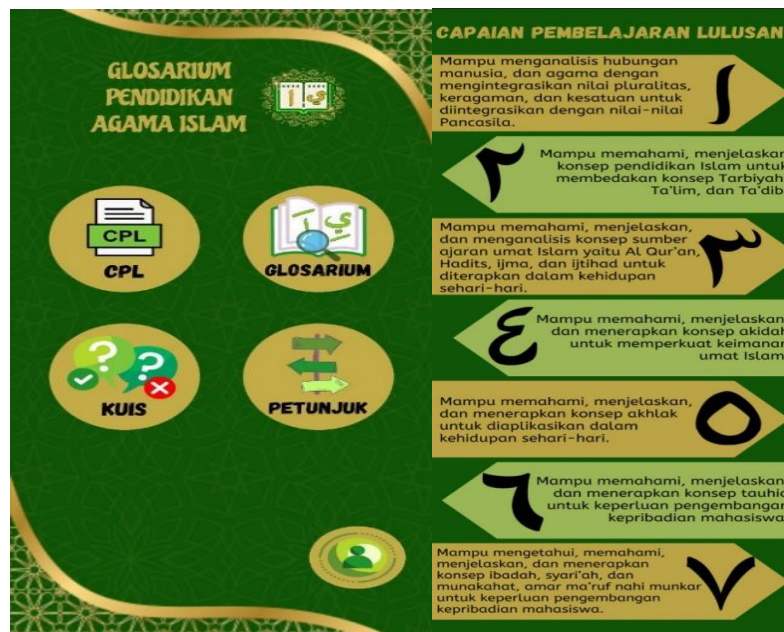 GLOSARIUM
PENDIDIKAN
AGAMA ISLAM
ي ا
CPL
CPL
GLOSARIUM
KUIS
PETUNJUK
CAPAIAN PEMBELAJARAN LULUSAN
Mampu menganalisis hubungan
manusia, dan agama dengan
mengintegrasikan nilai pluralitas,
keragaman, dan kesatuan untuk
diintegrasikan dengan nilai-nilai
Pancasila.
١
٢
Mampu memahami, menjelaskan
konsep pendidikan Islam untuk
membedakan konsep Tarbiyah
Ta'lim, dan Ta'dib
Mampu memahami, menjelaskan,
dan menganalisis konsep sumber
ajaran umat Islam yaitu Al Qur'an,
Hadits, ijma, dan ijtihad untuk
diterapkan dalam kehidupan
sehari-hari.
٣
٤
Mampu memahami, menjelaskan
dan menerapkan konsep akidah
untuk memperkuat keimanan
umat Islam
Mampu memahami, menjelaskan,
dan menerapkan konsep akhlak
untuk diaplikasikan dalam
kehidupan sehari-hari.
٥
٦
Mampu memahami, menjelaskan
dan menerapkan konsep tauhid
untuk keperluan pengembangan
kepribadian mahasiswa
Mampu mengetahui, memahami,
menjelaskan, dan menerapkan
konsep ibadah, syari'ah, dan
munakahat, amar ma'ruf nahi munkar
untuk keperluan pengembangan
kepribadian mahasiswa.
٧